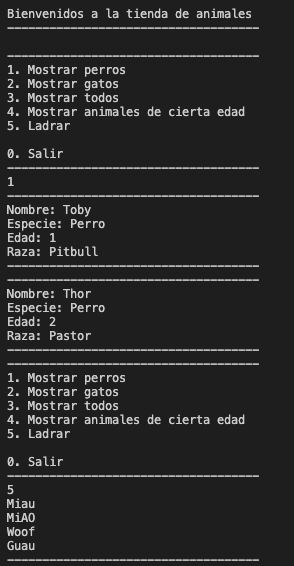 Bienvenidos a la tienda de animales
------------------------------------
------------------------------------
1. Mostrar perros
2. Mostrar gatos
3. Mostrar todos
4. Mostrar animales de cierta edad
5. Ladrar
0. Salir
------------------------------------
1
------------------------------------
Nombre: Toby
Especie: Perro
Edad: 1
Raza: Pitbull
------------------------------------
------------------------------------
Nombre: Thor
Especie: Perro
Edad: 2
Raza: Pastor
------------------------------------
------------------------------------
1. Mostrar perros
2. Mostrar gatos
3. Mostrar todos
4. Mostrar animales de cierta edad
5. Ladrar
0. Salir
------------------------------------
5
Miau
MiAO
Woof
Guau
------------------------------------